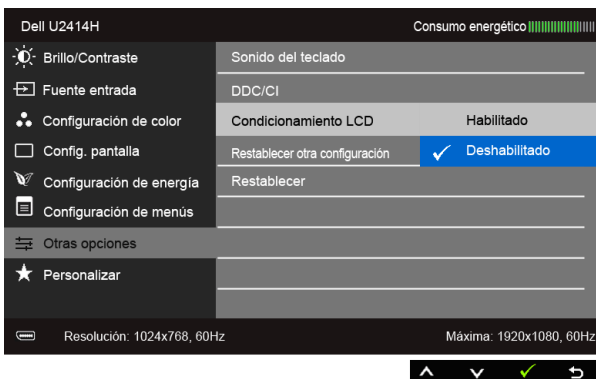 Dell U2414H Consumo energético
Brillo/Contraste
Sonido del teclado
Fuente entrada
DDC/CI
Configuración de color
Condicionamiento LCD
Habilitado
Config. pantalla
Restablecer otra configuración
Deshabilitado
Configuración de energía
Restablecer
Configuración de menús
Otras opciones
Personalizar
Resolución: 1024x768, 60Hz Máxima: 1920x1080, 60Hz